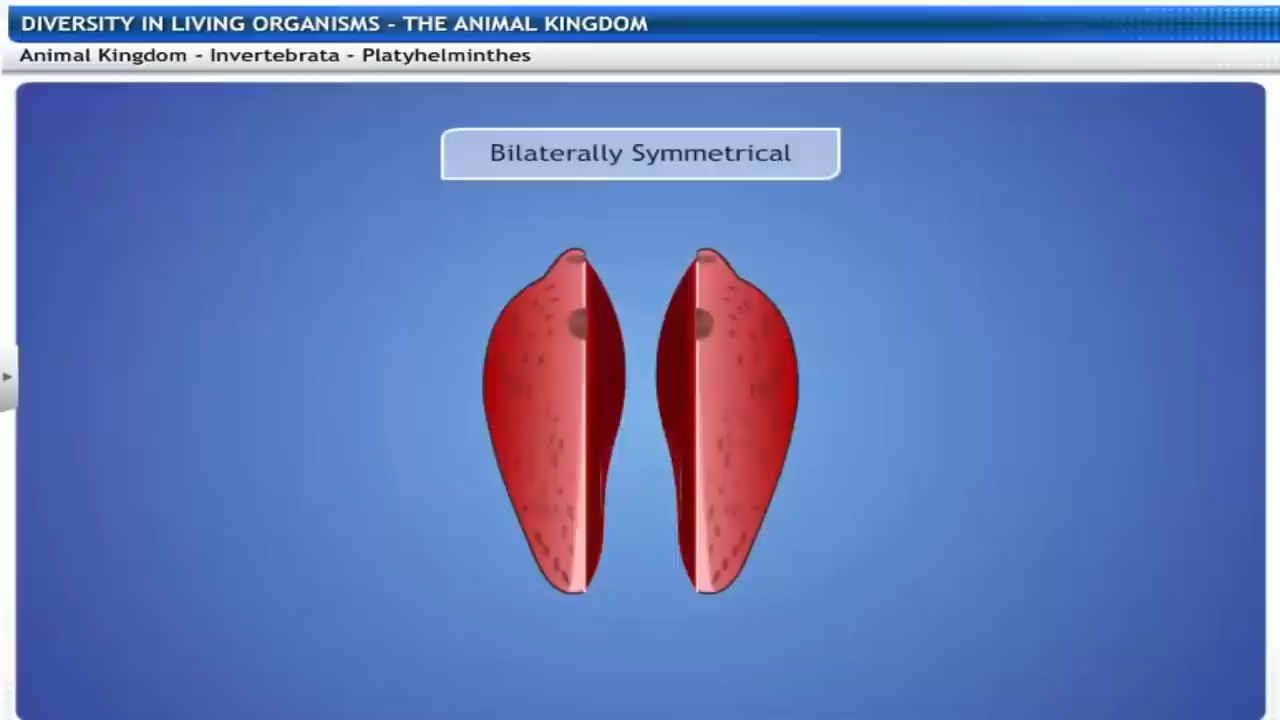 DIVERSITY IN LIVING ORGANISMS - THE ANIMAL KINGDOM
Animal Kingdom - Invertebrata - Platyhelminthes
Bilaterally Symmetrical